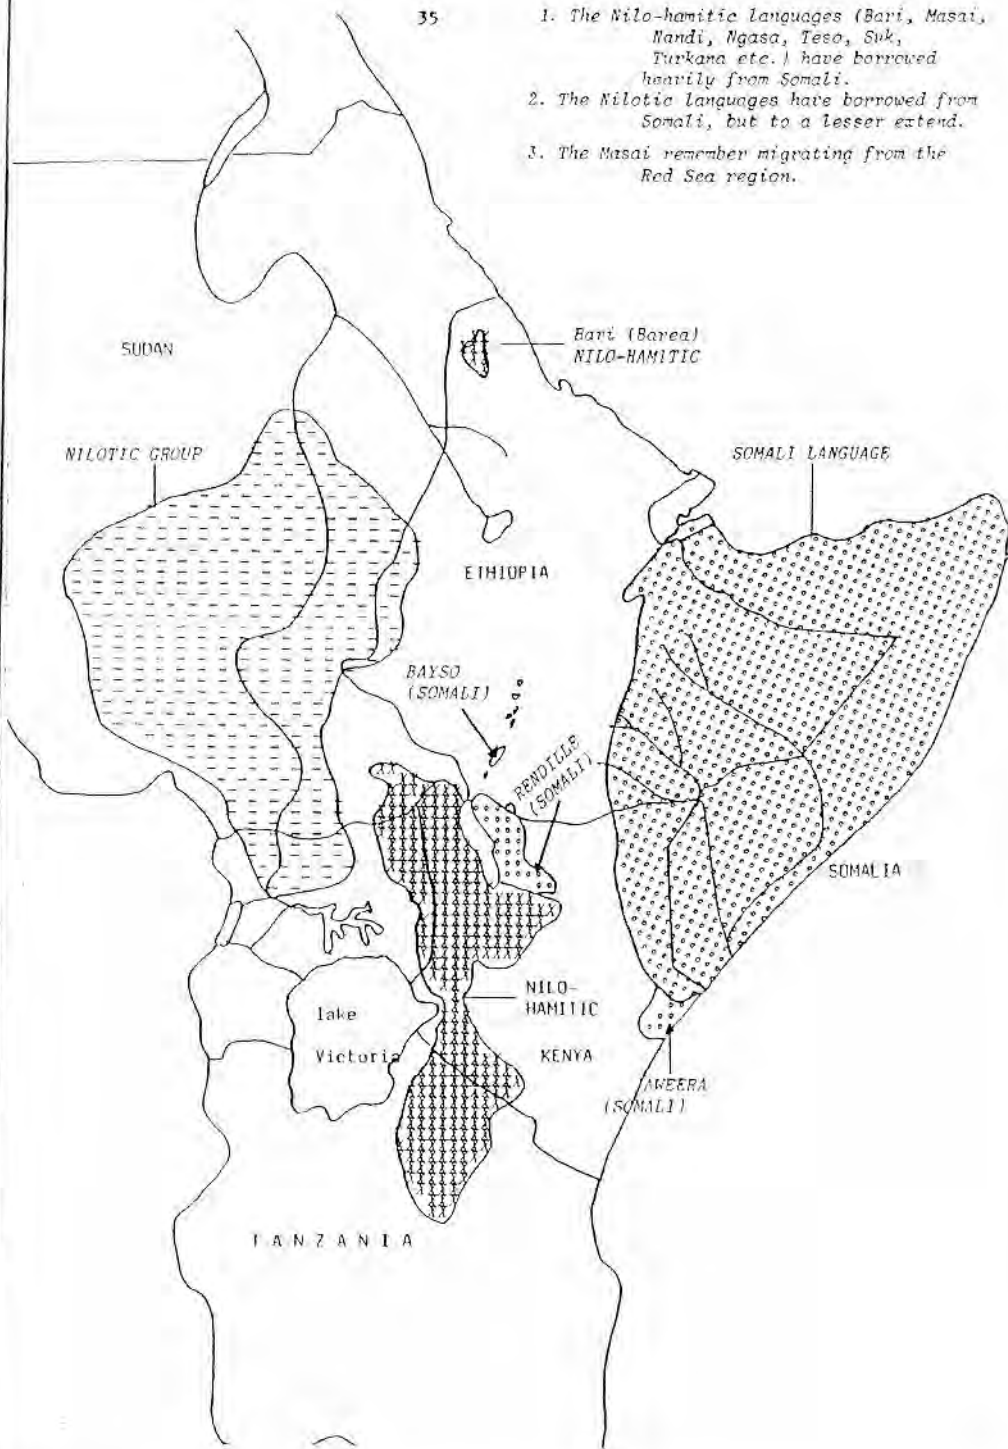 35
1. The Nilo-hamitic languages (Bari, Masai,
Nandi, Ngasa, Teso, Suk,
Turkana etc.) have borrowed
heavily from Somali.
2. The Nilotic languages have borrowed from
Somali, but to a lesser extend.
3. The Masai remember migrating from the
Red Sea region.
SUDAN
Bari (Barea)
NILO-HAMITIC
NILOTIC GROUP
SOMALI LANGUAGE
ETHIOPIA
BAYSO
(SOMALI)
RENDILLE
(SOMALI)
SOMALIA
NILO-
HAMITIC
lake
Victoria
KENYA
AWEERA
(SOMALI)
TANZANIA